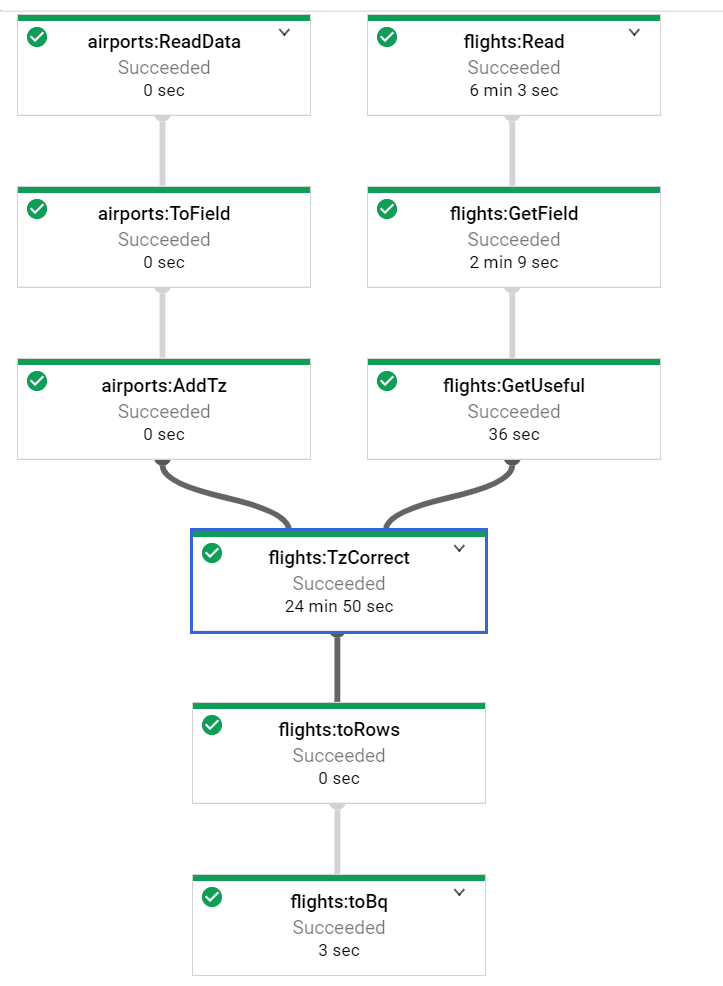 airports:ReadData
Succeeded
0 sec
flights:Read
Succeeded
6 min 3 sec
airports:ToField
Succeeded
0 sec
flights:GetField
Succeeded
2 min 9 sec
airports:AddTz
Succeeded
0 sec
flights:GetUseful
Succeeded
36 sec
flights:TzCorrect
Succeeded
24 min 50 sec
flights:toRows
Succeeded
0 sec
flights:toBq
Succeeded
3 sec